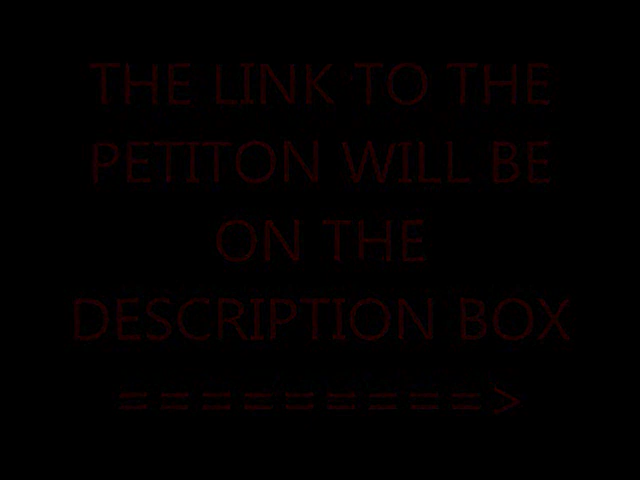 THE LINK TO THE
PETITON WILL BE
ON THE
DESCRIPTION BOX
=========>